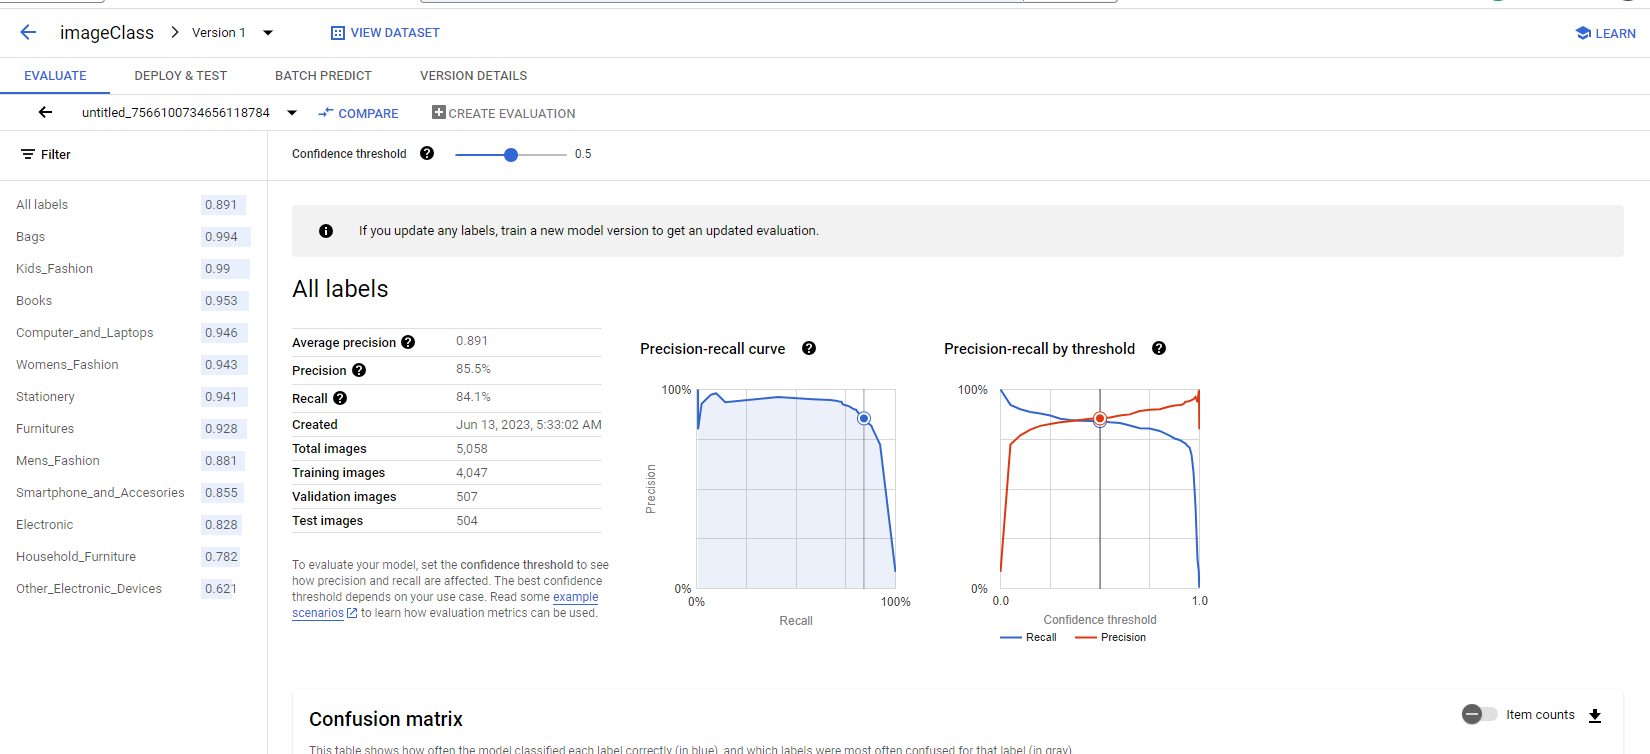 imageClass > Version 1 VIEW DATASET LEARN
EVALUATE DEPLOY & TEST BATCH PREDICT VERSION DETAILS
untitled_7566100734656118784 COMPARE CREATE EVALUATION
Filter
Confidence threshold 0.5
All labels 0.891
Bags 0.994
Kids_Fashion 0.99
Books 0.953
Computer_and_Laptops 0.946
Womens_Fashion 0.943
Stationery 0.941
Furnitures 0.928
Mens_Fashion 0.881
Smartphone_and_Accesories 0.855
Electronic 0.828
Household_Furniture 0.782
Other_Electronic_Devices 0.621
If you update any labels, train a new model version to get an updated evaluation.
All labels
Average precision 0.891
Precision 85.5%
Recall 84.1%
Created Jun 13, 2023, 5:33:02 AM
Total images 5,058
Training images 4,047
Validation images 507
Test images 504
To evaluate your model, set the confidence threshold to see
how precision and recall are affected. The best confidence
threshold depends on your use case. Read some example
scenarios to learn how evaluation metrics can be used.
Precision-recall curve
100%
Precision
0%
0% 100%
Recall
Precision-recall by threshold
100%
0%
0.0 1.0
Confidence threshold
Recall Precision
Confusion matrix
Item counts
This table shows how often the model classified each label correctly (in blue), and which labels were most often confused for that label (in gray)